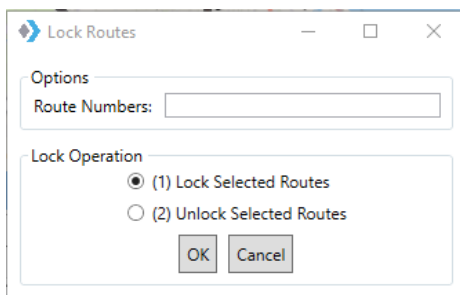 Lock Routes
Options
Route Numbers:
Lock Operation
(1) Lock Selected Routes
(2) Unlock Selected Routes
OK Cancel